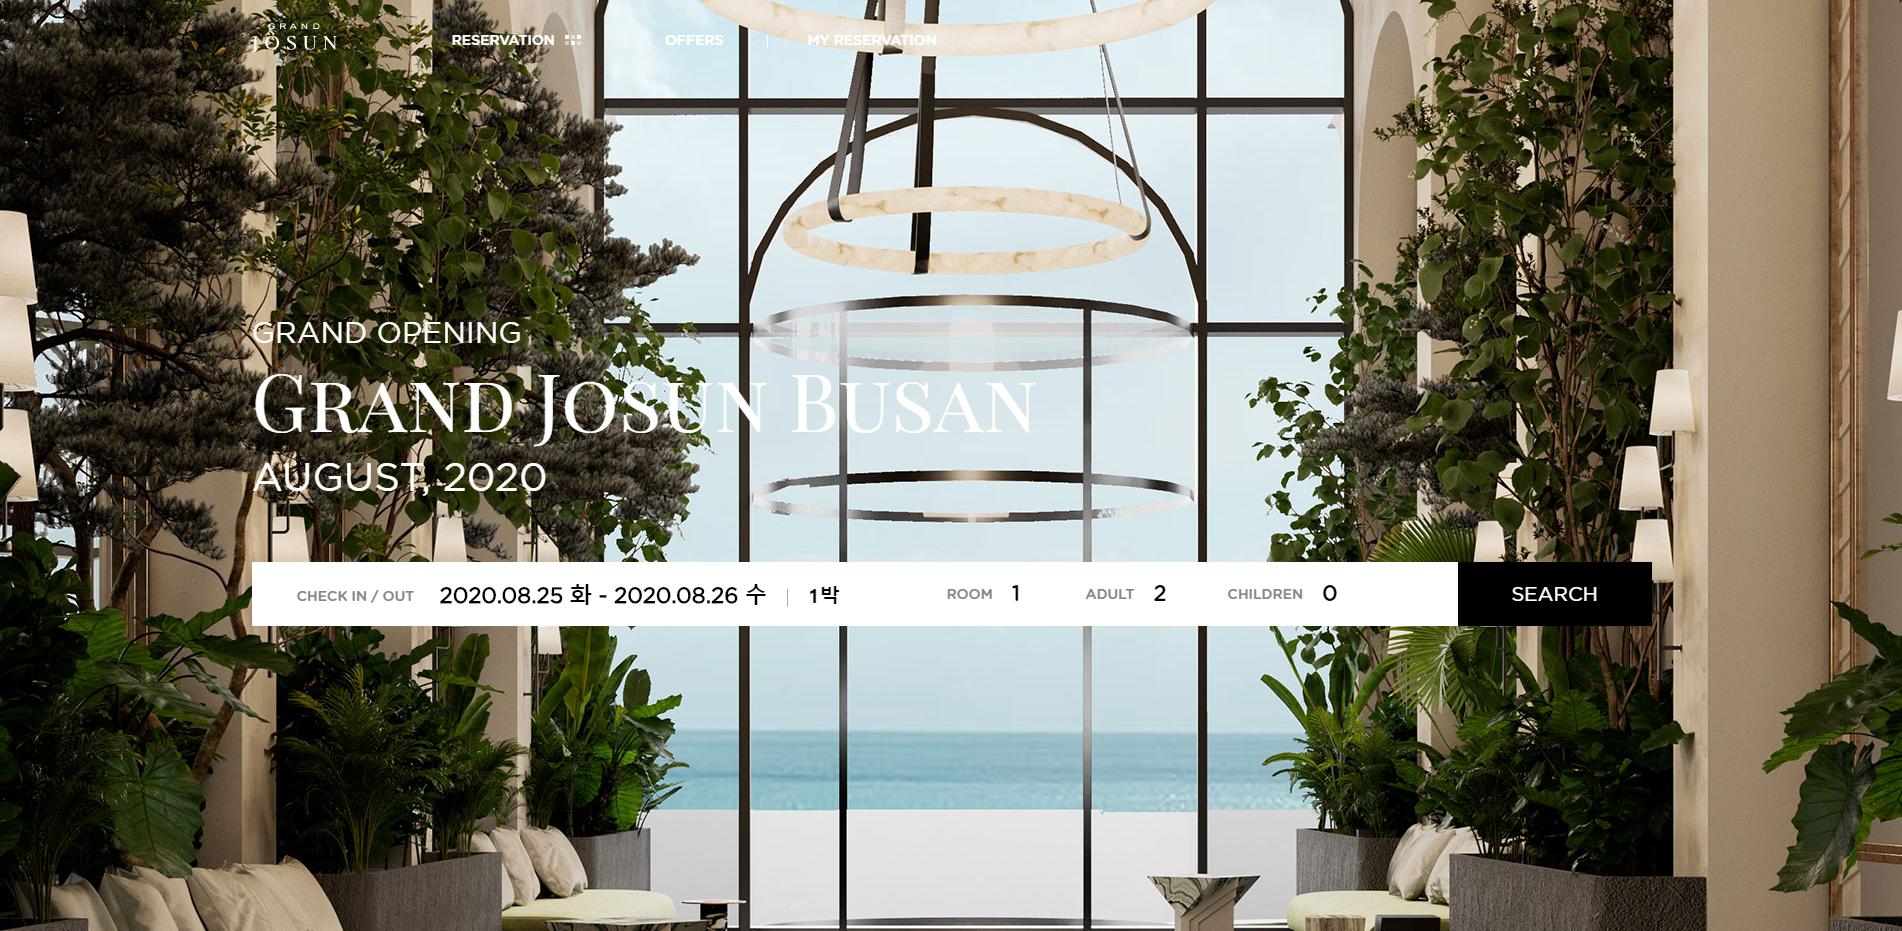 GRAND
JOSUN
RESERVATION
OFFERS
MY RESERVATION
GRAND OPENING
GRAND JOSUN BUSAN
AUGUST, 2020
CHECK IN / OUT 2020.08.25 화 - 2020.08.26 수 1박 ROOM 1 ADULT 2 CHILDREN 0 SEARCH